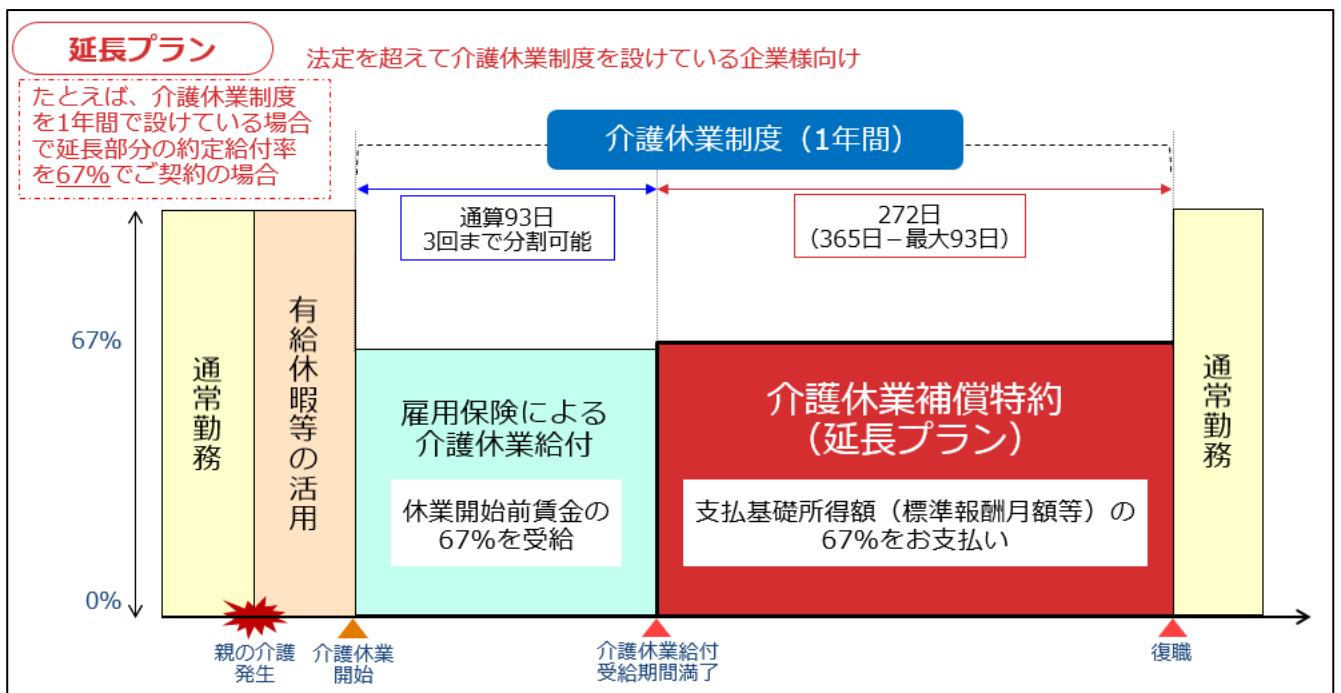 延長プラン
法定を超えて介護休業制度を設けている企業様向け
たとえば、介護休業制度
を1年間で設けている場合
で延長部分の約定給付率
を67%でご契約の場合
介護休業制度（1年間）
通算93日
3回まで分割可能
272日
（365日－最大93日）
67%
0%
通常勤務
有給休暇等の活用
雇用保険による
介護休業給付
休業開始前賃金の
67%を受給
介護休業補償特約
（延長プラン）
支払基礎所得額（標準報酬月額等）の
67%をお支払い
通常勤務
親の介護
発生
介護休業
開始
介護休業給付
受給期間満了
復職